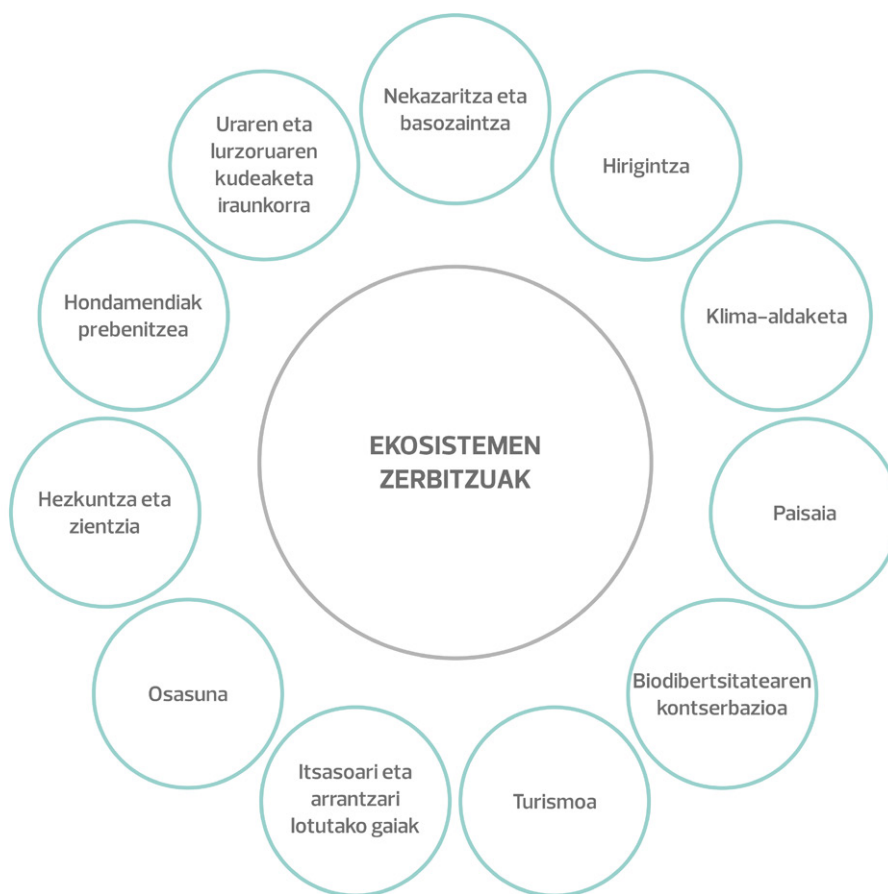 Nekazaritza eta
basozaintza
Hirigintza
Klima-aldaketa
Paisaia
Biodibertsitatearen
kontserbazioa
Turismoa
Itsasoari eta
arrantzari
lotutako gaiak
Osasuna
Hezkuntza eta
zientzia
Hondamendiak
prebenitzea
Uraren eta
lurzoruaren
kudeaketa
iraunkorra
EKOSISTEMEN
ZERBITZUAK